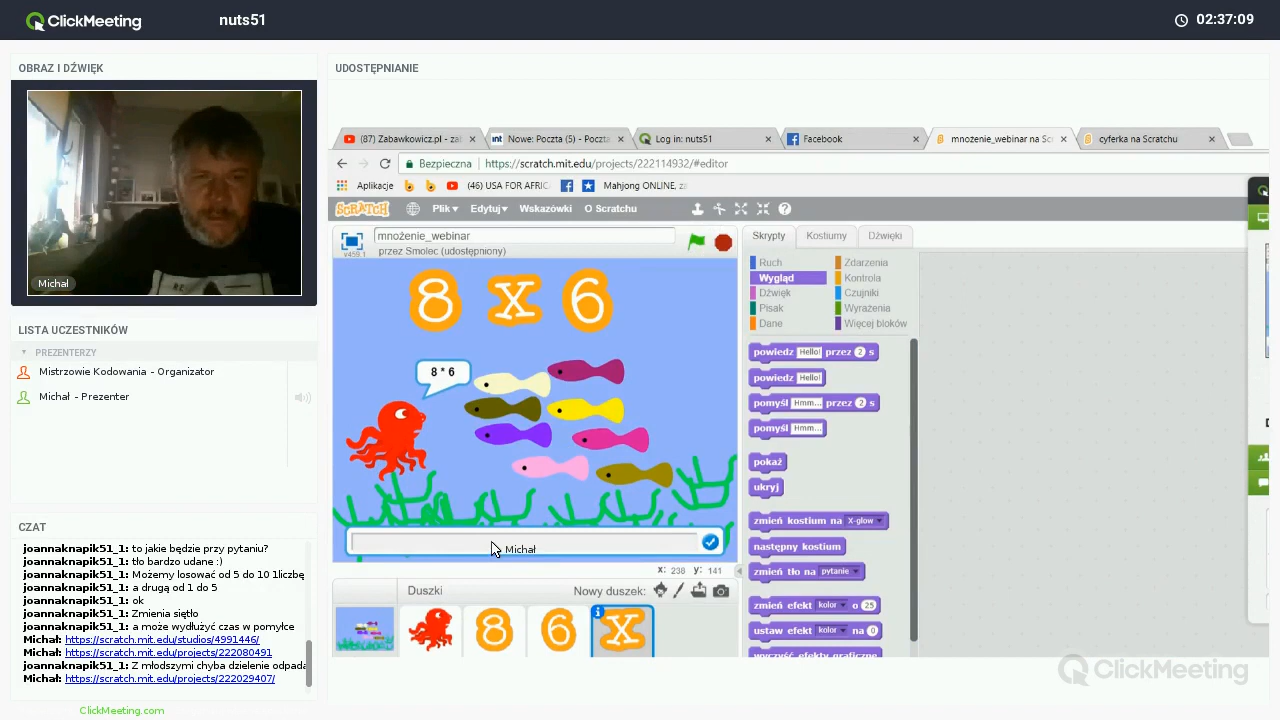 ClickMeeting
nuts51
02:37:09
OBRAZ I DŹWIĘK
Michał
LISTA UCZESTNIKÓW
PREZENTERZY
Mistrzowie Kodowania - Organizator
Michał - Prezenter
CZAT
joannaknapik51_1: to jakie będzie przy pytaniu?
joannaknapik51_1: tło bardzo udane :)
joannaknapik51_1: Możemy losować od 5 do 10 1liczbę
joannaknapik51_1: a drugą od 1 do 5
joannaknapik51_1: ok
joannaknapik51_1: Zmienia siętło
joannaknapik51_1: a może wydłużyć czas w pomyłce
Michał: https://scratch.mit.edu/studios/4991446/
Michał: https://scratch.mit.edu/projects/222080491
joannaknapik51_1: Z młodszymi chyba dzielenie odpada
Michał: https://scratch.mit.edu/projects/222029407/
ClickMeeting.com
UDOSTĘPNIANIE
(87) Zabawkowicz.pl - za
Nowe: Poczta (5) - Poczta
Log in: nuts51
Facebook
mnożenie_webinar na Sc
cyferka na Scratchu
Bezpieczna
https://scratch.mit.edu/projects/222114932/#editor
Aplikacje
(46) USA FOR AFRIC
Mahjong ONLINE, za
SCRATCH
Plik
Edytuj
Wskazówki
O Scratchu
mnożenie_webinar
przez Smolec (udostępniony)
v459.1
8 x 6
8 * 6
Michał
x: 238 y: 141
Duszki
Nowy duszek:
8
6
X
Skrypty
Kostiumy
Dźwięki
Ruch
Zdarzenia
Wygląd
Kontrola
Dźwięk
Czujniki
Pisak
Wyrażenia
Dane
Więcej bloków
powiedz Hello! przez 2 s
powiedz Hello!
pomyśl Hmm... przez 2 s
pomyśl Hmm...
pokaż
ukryj
zmień kostium na X-glow
następny kostium
zmień tło na pytanie
zmień efekt kolor o 25
ustaw efekt kolor na 0
wyczyść efekty graficzne
ClickMeeting